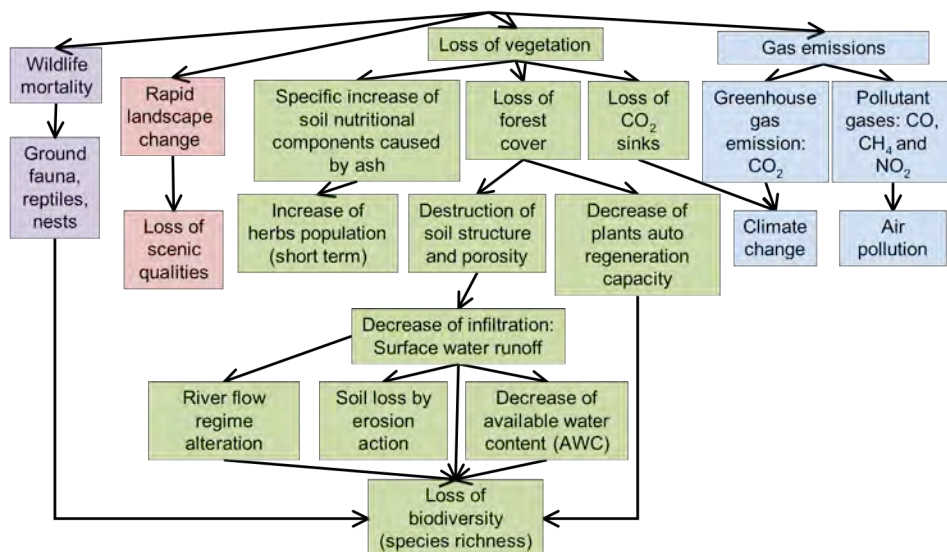 Loss of vegetation
Gas emissions
Wildlife
mortality
Rapid
landscape
change
Specific increase of
soil nutritional
components caused
by ash
Loss of
forest
cover
Loss of
CO₂
sinks
Greenhouse
gas
emission:
CO₂
Pollutant
gases: CO,
CH₄ and
NO₂
Ground
fauna,
reptiles,
nests
Loss of
scenic
qualities
Increase of
herbs population
(short term)
Destruction of
soil structure
and porosity
Decrease of
plants auto
regeneration
capacity
Climate
change
Air
pollution
Decrease of infiltration:
Surface water runoff
River flow
regime
alteration
Soil loss by
erosion
action
Decrease of
available water
content (AWC)
Loss of
biodiversity
(species richness)